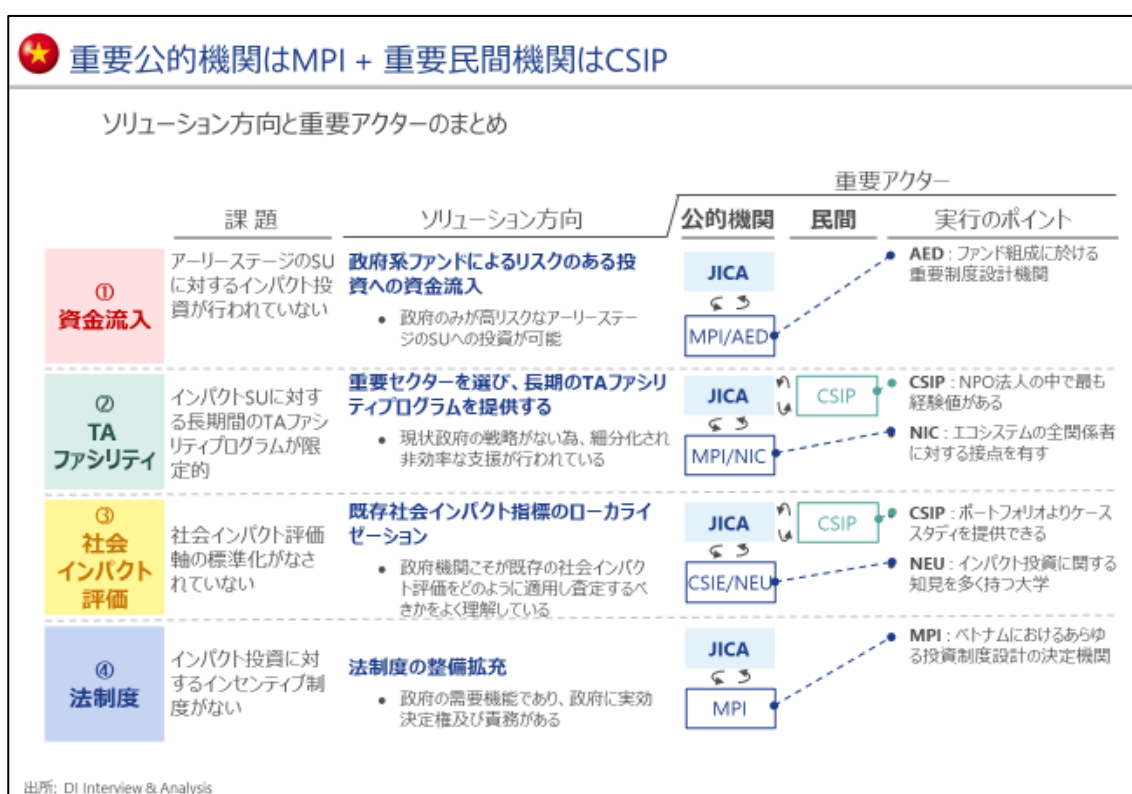 重要公的機関はMPI + 重要民間機関はCSIP
ソリューション方向と重要アクターのまとめ
重要アクター
課 題
ソリューション方向
公的機関
民間
実行のポイント
①
資金流入
アーリーステージのSU
に対するインパクト投
資が行われていない
政府系ファンドによるリスクのある投
資への資金流入
• 政府のみが高リスクなアーリーステー
ジのSUへの投資が可能
JICA
MPI/AED
• AED : ファンド組成に於ける
重要制度設計機関
②
TA
ファシリティ
インパクトSUに対す
る長期間のTAファシ
リティプログラムが限
定的
重要セクターを選び、長期のTAファシリ
ティプログラムを提供する
• 現状政府の戦略がない為、細分化され
非効率な支援が行われている
JICA
MPI/NIC
CSIP
• CSIP : NPO法人の中で最も
経験値がある
• NIC : エコシステムの全関係者
に対する接点を有す
③
社会
インパクト
評価
社会インパクト評価
軸の標準化がなさ
れていない
既存社会インパクト指標のローカライ
ゼーション
• 政府機関こそが既存の社会インパク
ト評価をどのように適用し査定するべ
きかをよく理解している
JICA
CSIE/NEU
CSIP
• CSIP : ポートフォリオよりケース
スタディを提供できる
• NEU : インパクト投資に関する
知見を多く持つ大学
④
法制度
インパクト投資に対
するインセンティブ制
度がない
法制度の整備拡充
• 政府の需要機能であり、政府に実効
決定権及び責務がある
JICA
MPI
• MPI : ベトナムにおけるあらゆ
る投資制度設計の決定機関
出所: DI Interview & Analysis